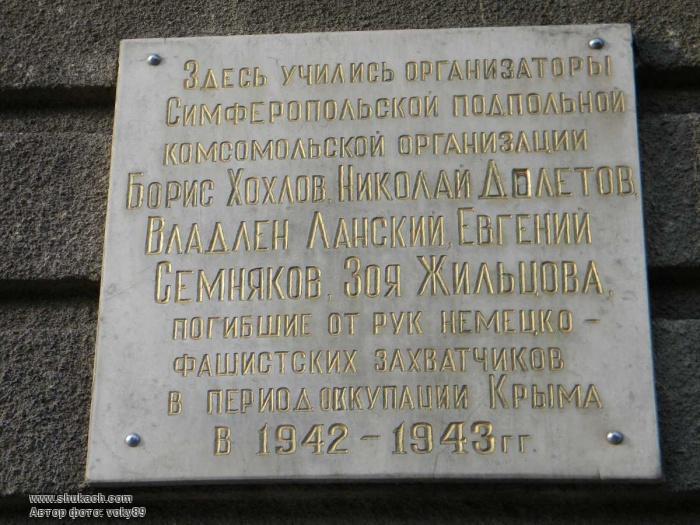 Здесь учились организаторы
Симферопольской подпольной
комсомольской организации
Борис Хохлов, Николай Долетов,
Владлен Ланский, Евгений
Семняков, Зоя Жильцова,
погибшие от рук немецко –
фашистских захватчиков
в период оккупации Крыма
в 1942 – 1943 гг.
www.shukach.com
Автор фото: voky89